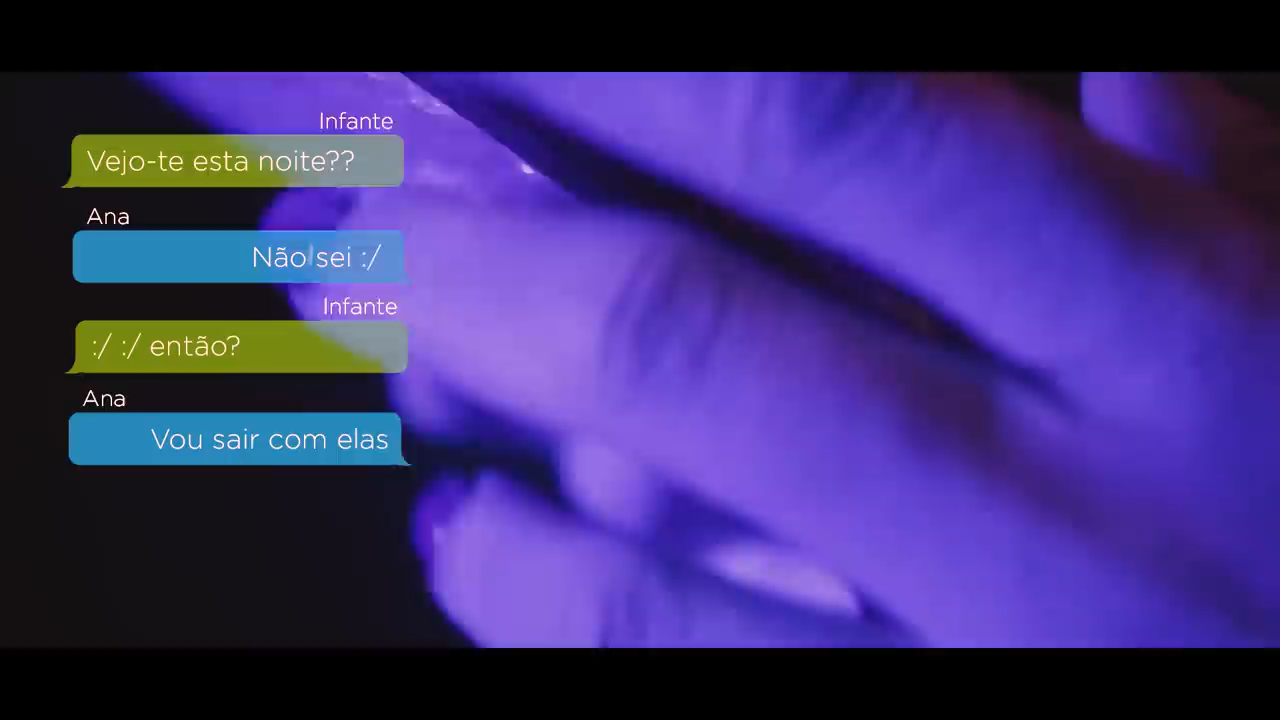 Infante
Vejo-te esta noite??
Ana
Não sei :/
Infante
:/ :/ então?
Ana
Vou sair com elas